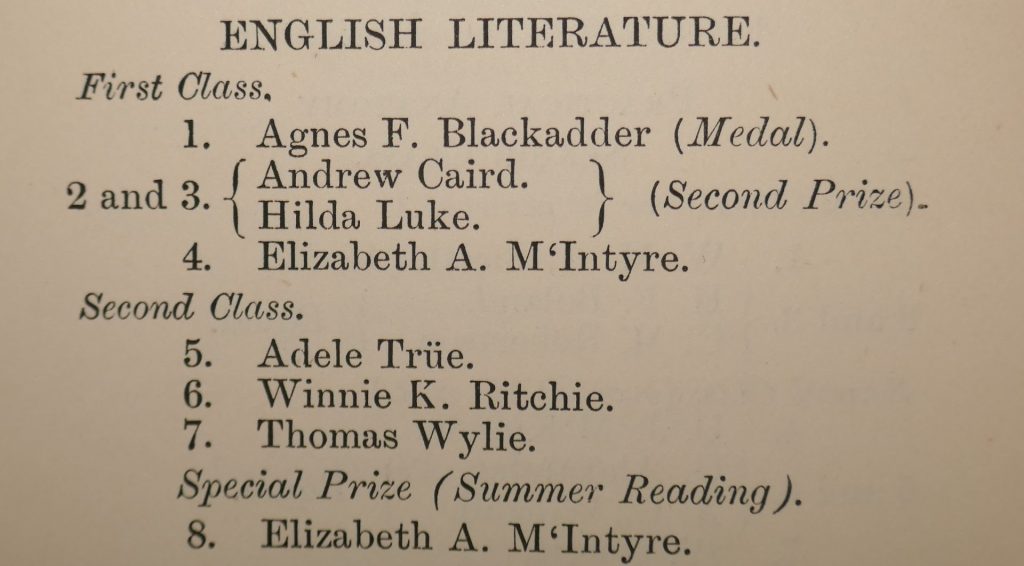 ENGLISH LITERATURE.
First Class.
1. Agnes F. Blackadder (Medal).
2 and 3. { Andrew Caird.
Hilda Luke. } (Second Prize).
4. Elizabeth A. M‘Intyre.
Second Class.
5. Adele Trüe.
6. Winnie K. Ritchie.
7. Thomas Wylie.
Special Prize (Summer Reading).
8. Elizabeth A. M‘Intyre.